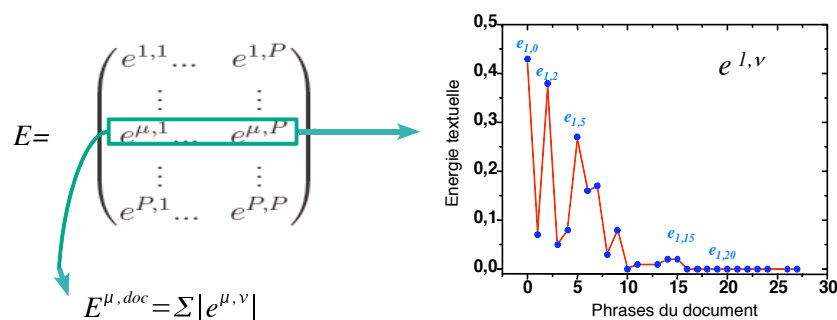 E=
e^{1,1}... e^{1,P}
⋮ ⋮
e^{μ,1}... e^{μ,P}
⋮ ⋮
e^{P,1}... e^{P,P}
E^{μ,doc}=Σ|e^{μ,ν}|
Energie textuelle
0,5
0,4
0,3
0,2
0,1
0,0
e_{1,0}
e_{1,2}
e_{1,5}
e^{1,ν}
e_{1,15}
e_{1,20}
0 5 10 15 20 25 30
Phrases du document